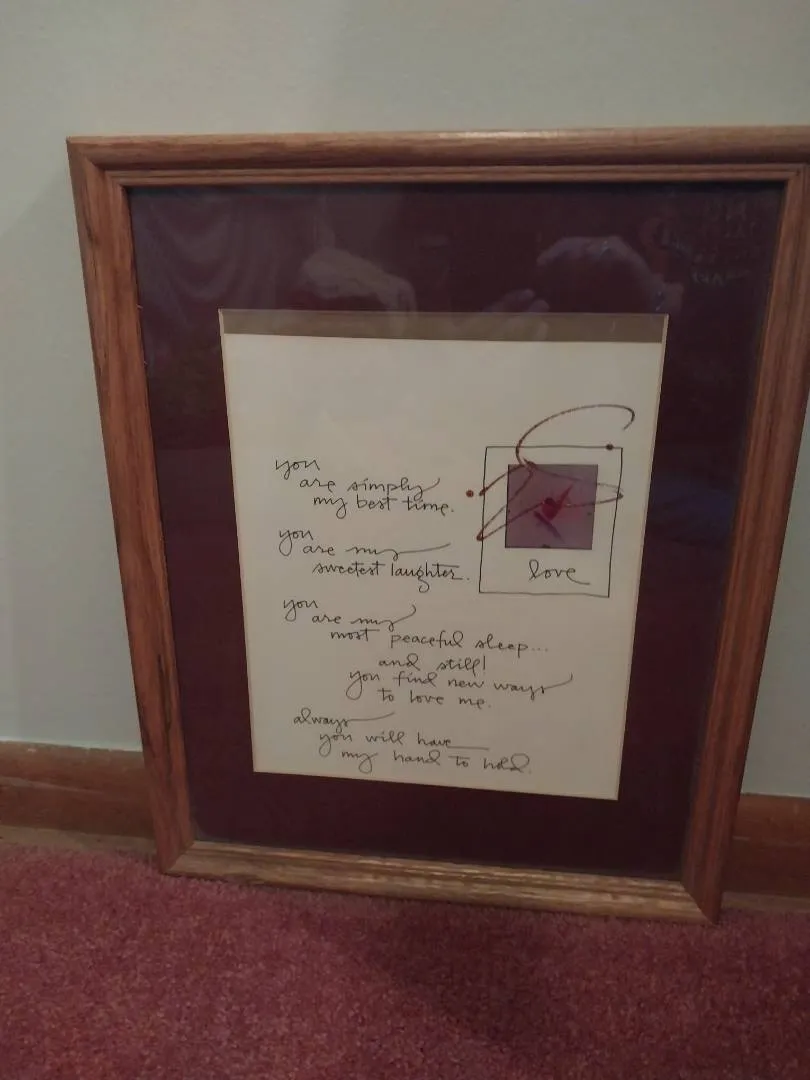 you
are simply
my best time.
you
are my
sweetest laughter.
you
are my
most peaceful sleep...
and still!
you find new ways
to love me.
always
you will have
my hand to hold.
love